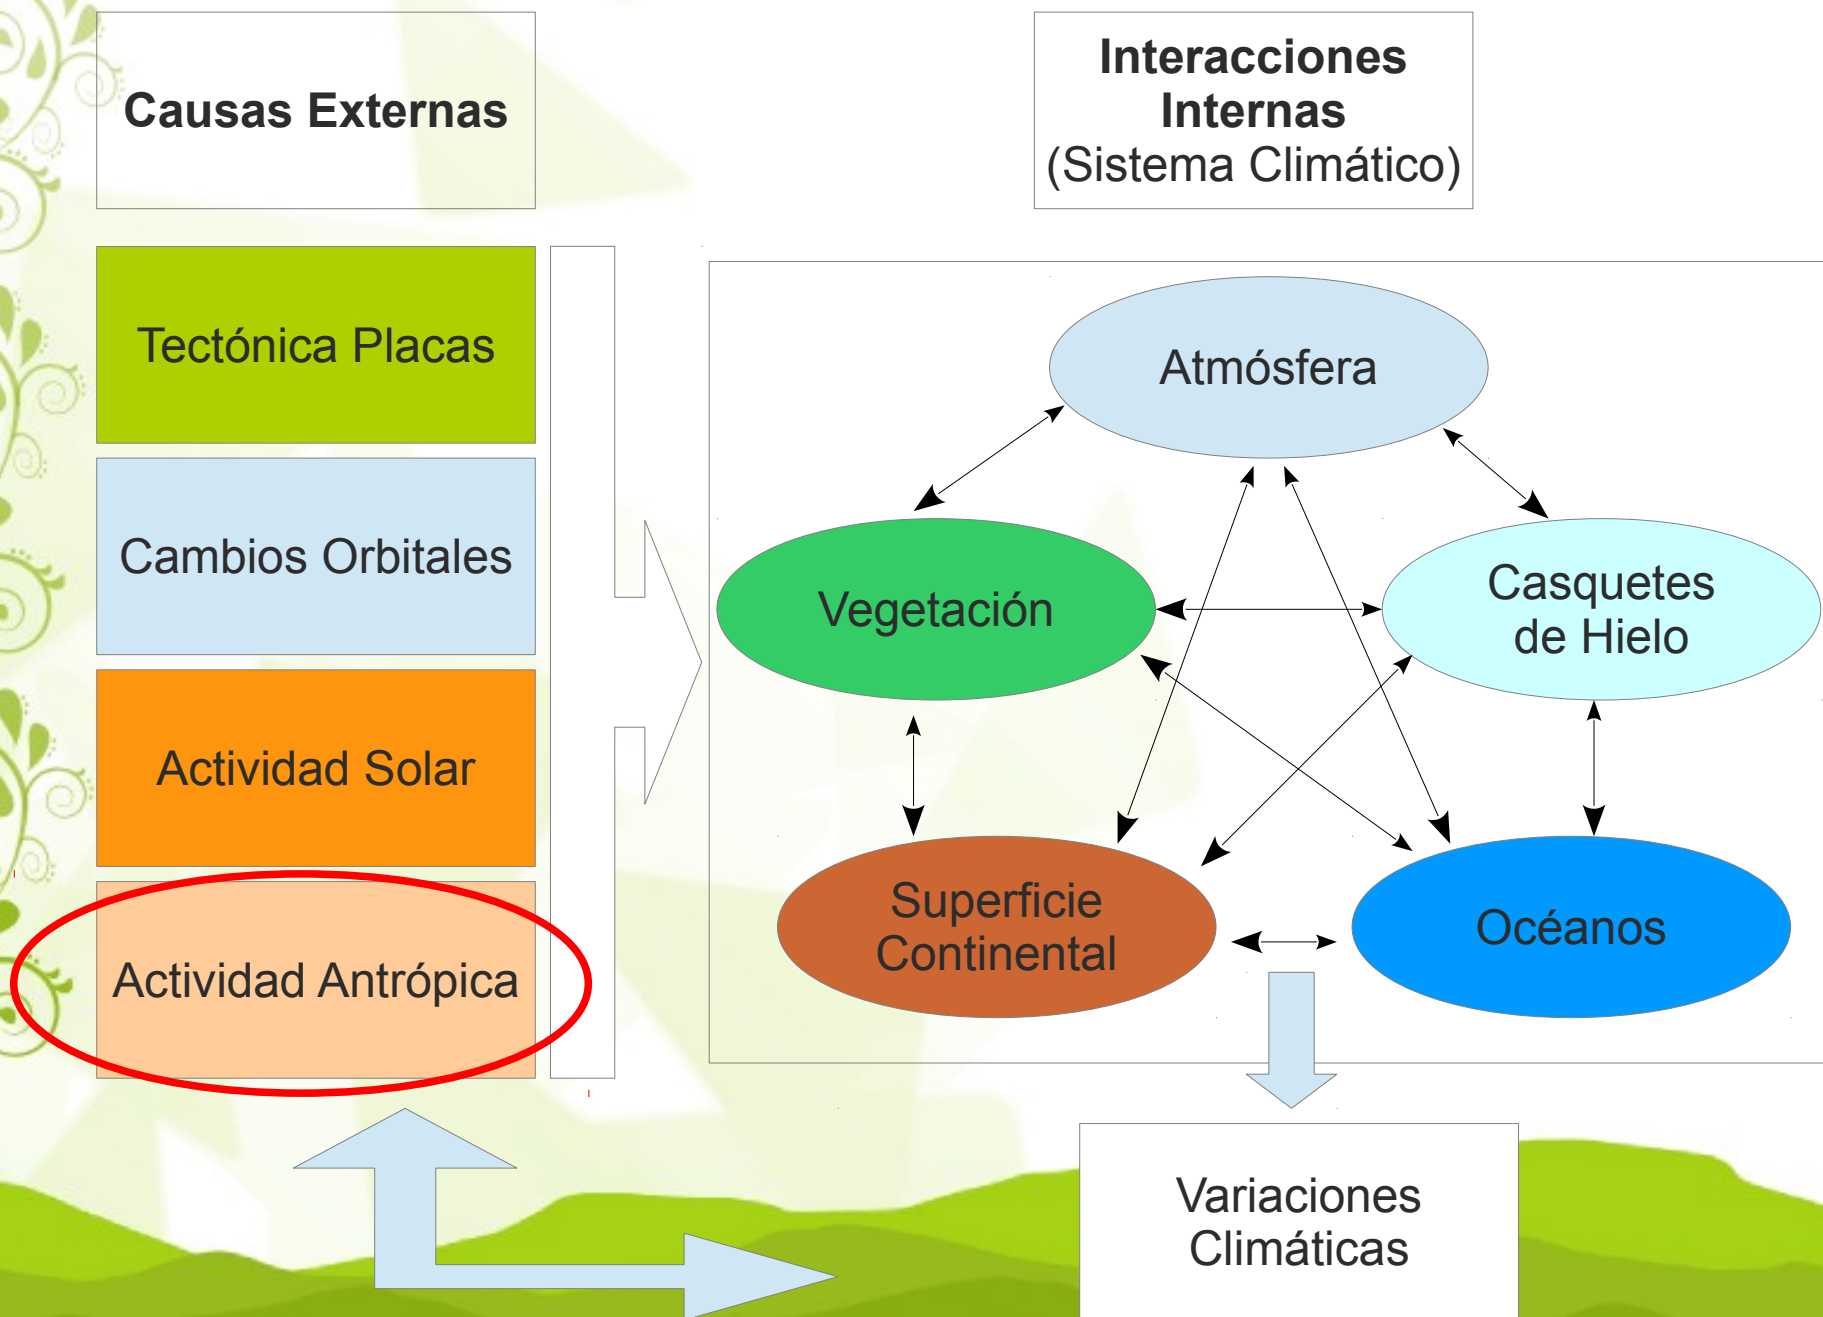 Causas Externas
Interacciones
Internas
(Sistema Climático)
Tectónica Placas
Cambios Orbitales
Actividad Solar
Actividad Antrópica
Atmósfera
Vegetación
Casquetes
de Hielo
Superficie
Continental
Océanos
Variaciones
Climáticas